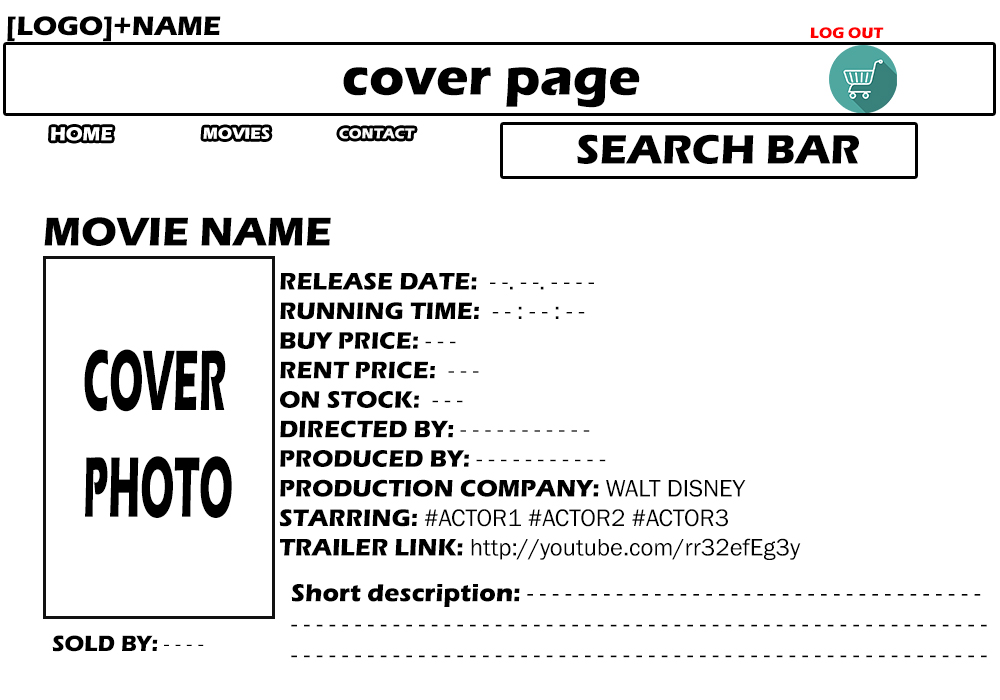 [LOGO]+NAME
LOG OUT
cover page
HOME MOVIES CONTACT
SEARCH BAR
MOVIE NAME
COVER
PHOTO
RELEASE DATE: --.--.----
RUNNING TIME: --:--:--
BUY PRICE: ---
RENT PRICE: ---
ON STOCK: ---
DIRECTED BY: -----------
PRODUCED BY: -----------
PRODUCTION COMPANY: WALT DISNEY
STARRING: #ACTOR1 #ACTOR2 #ACTOR3
TRAILER LINK: http://youtube.com/rr32efEg3y
Short description: ------------------------------------
-------------------------------------------------------
-------------------------------------------------------
SOLD BY: ----